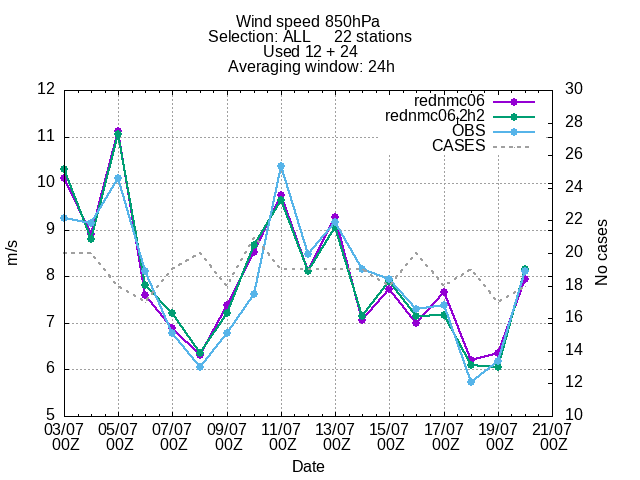 Wind speed 850hPa
Selection: ALL 22 stations
Used 12 + 24
Averaging window: 24h
rednmc06
rednmc06,2h2
OBS
CASES
12
11
10
9
8
7
6
5
m/s
30
28
26
24
22
20
18
16
14
12
10
No cases
03/07 05/07 07/07 09/07 11/07 13/07 15/07 17/07 19/07 21/07
00Z 00Z 00Z 00Z 00Z 00Z 00Z 00Z 00Z 00Z
Date